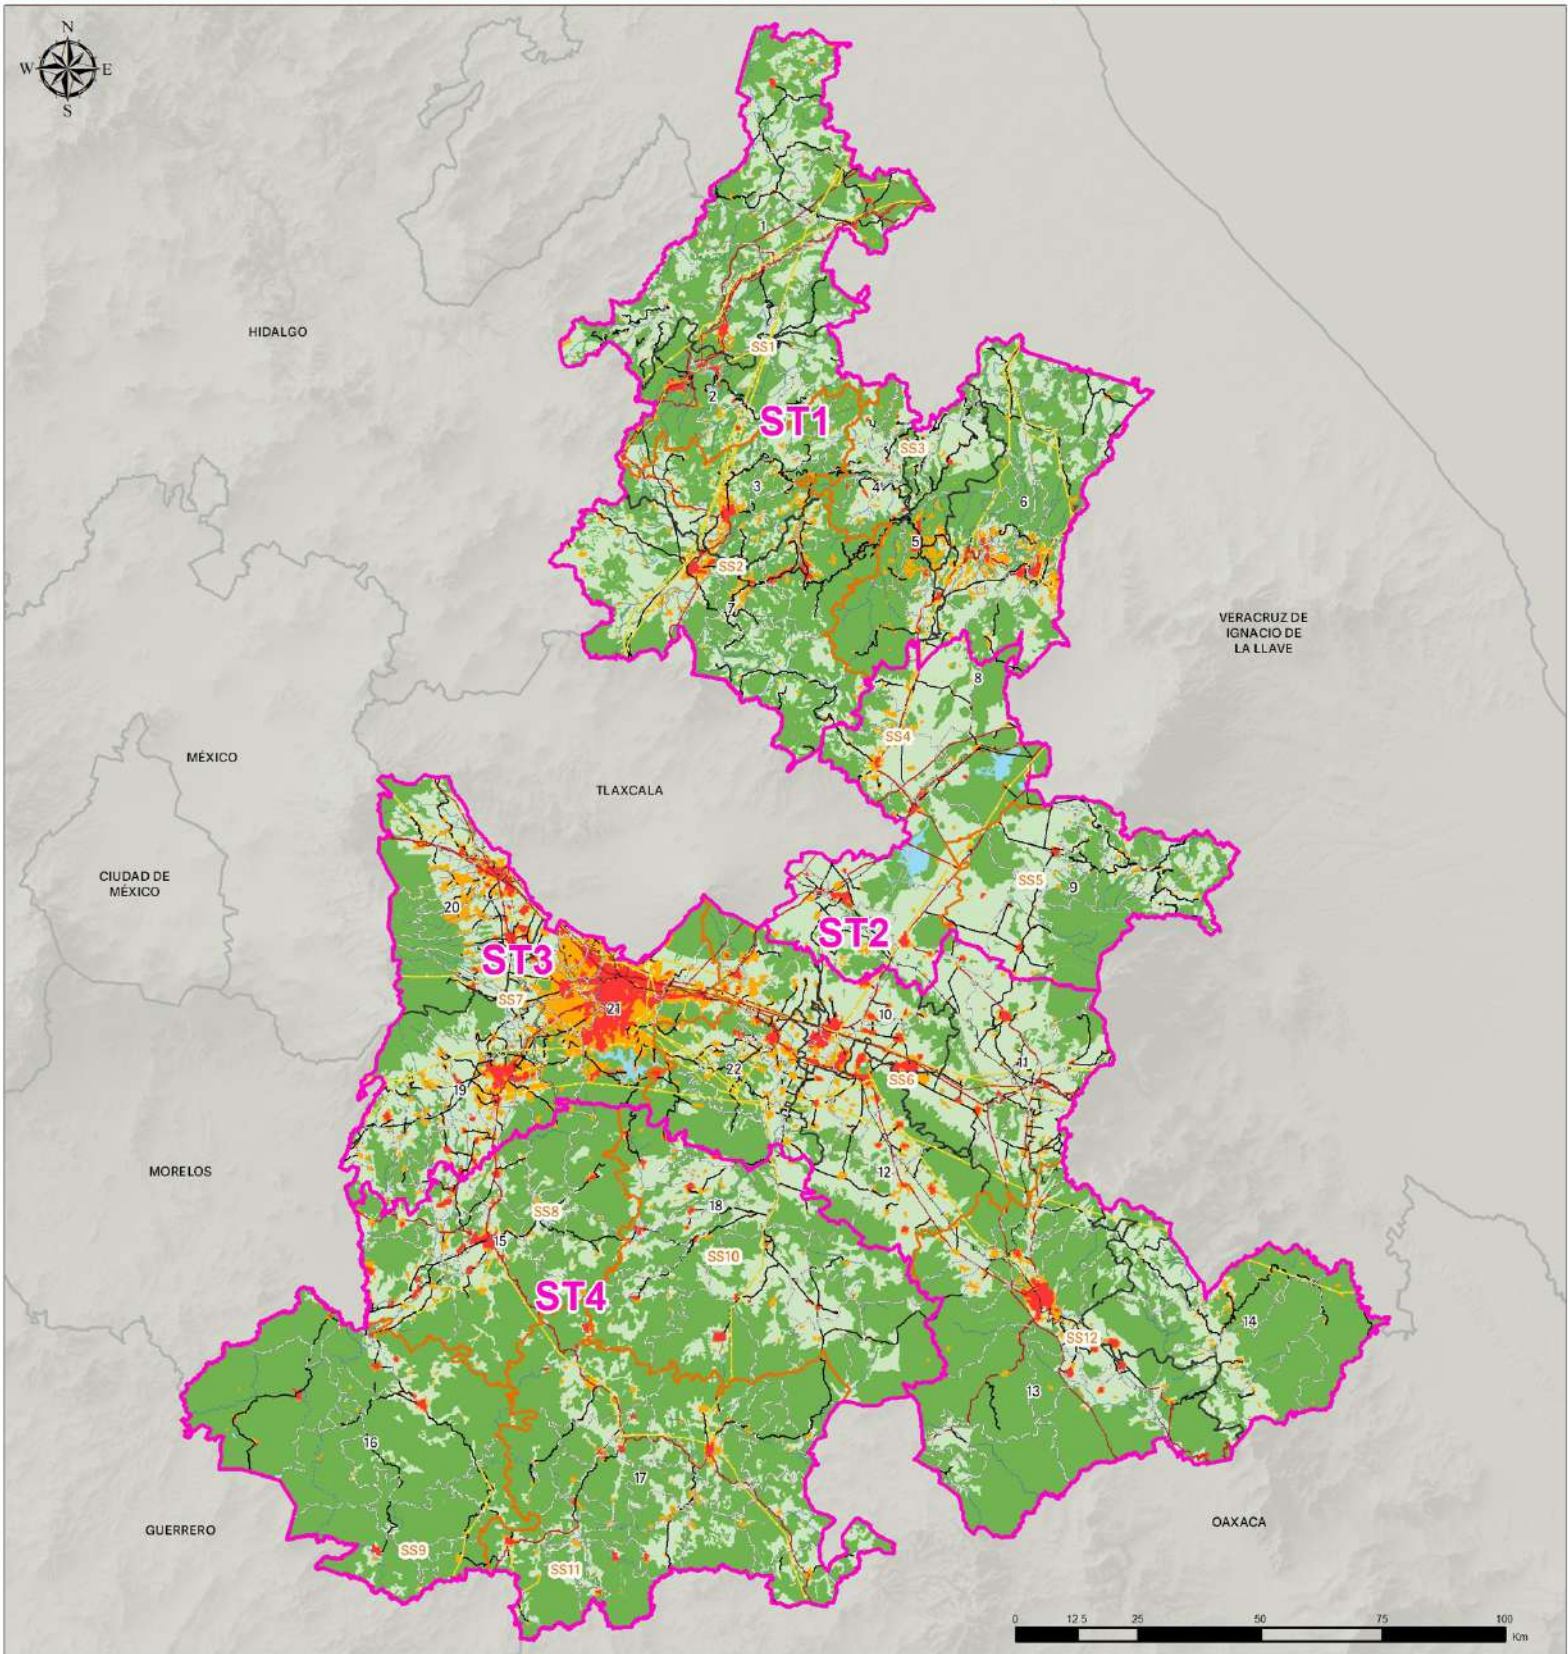 N
W E
S
HIDALGO
1
SS1
2
ST1
SS3
3
4
6
5
SS2
7
VERACRUZ DE
IGNACIO DE
LA LLAVE
8
SS4
MÉXICO
TLAXCALA
CIUDAD DE
MÉXICO
SS5
9
20
ST2
ST3
SS7
21
10
11
22
SS6
19
MORELOS
12
18
SS8
15
SS10
ST4
14
SS12
13
16
17
GUERRERO
OAXACA
SS9
SS11
0 12.5 25 50 75 100
Km